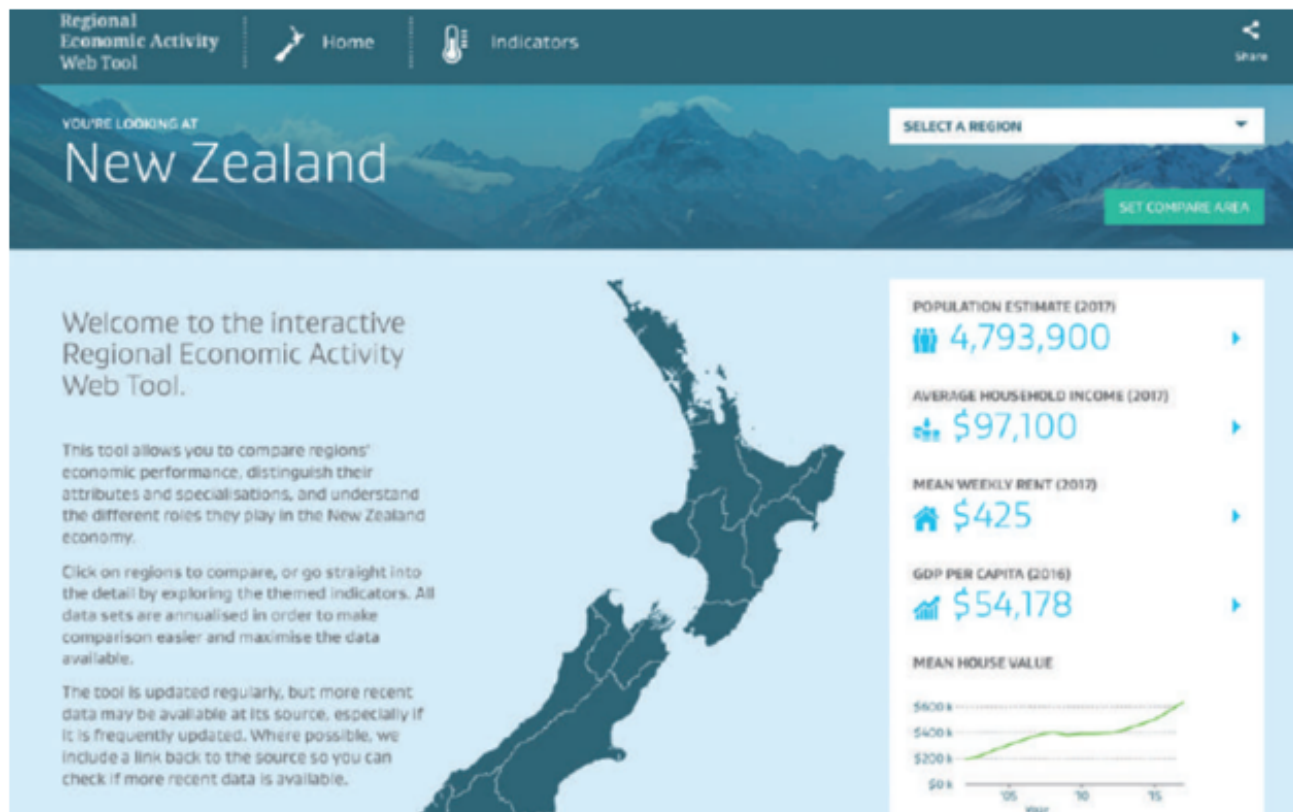 Regional
Economic Activity
Web Tool
Home
Indicators
Share
YOU'RE LOOKING AT
New Zealand
SELECT A REGION
SET COMPARE AREA
Welcome to the interactive
Regional Economic Activity
Web Tool.
This tool allows you to compare regions'
economic performance, distinguish their
attributes and specialisations, and understand
the different roles they play in the New Zealand
economy.
Click on regions to compare, or go straight into
the detail by exploring the themed indicators. All
data sets are annualised in order to make
comparison easier and maximise the data
available.
The tool is updated regularly, but more recent
data may be available at its source, especially if
it is frequently updated. Where possible, we
include a link back to the source so you can
check if more recent data is available.
POPULATION ESTIMATE (2017)
4,793,900
AVERAGE HOUSEHOLD INCOME (2017)
$97,100
MEAN WEEKLY RENT (2017)
$425
GDP PER CAPITA (2016)
$54,178
MEAN HOUSE VALUE
$600 k
$400 k
$200 k
$0 k
'05 '10 '15
Year